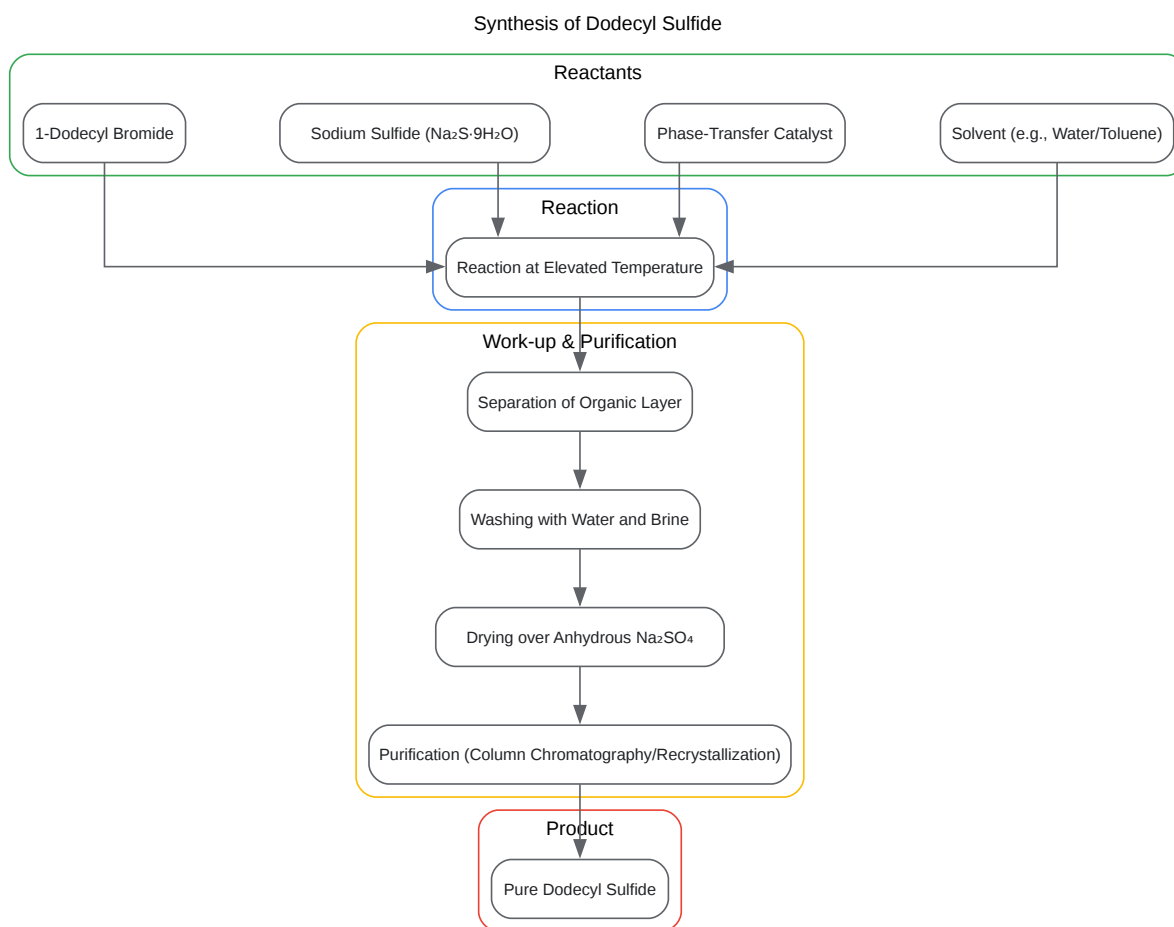 Synthesis of Dodecyl Sulfide
Reactants
1-Dodecyl Bromide
Sodium Sulfide (Na₂S·9H₂O)
Phase-Transfer Catalyst
Solvent (e.g., Water/Toluene)
Reaction
Reaction at Elevated Temperature
Work-up & Purification
Separation of Organic Layer
Washing with Water and Brine
Drying over Anhydrous Na₂SO₄
Purification (Column Chromatography/Recrystallization)
Product
Pure Dodecyl Sulfide